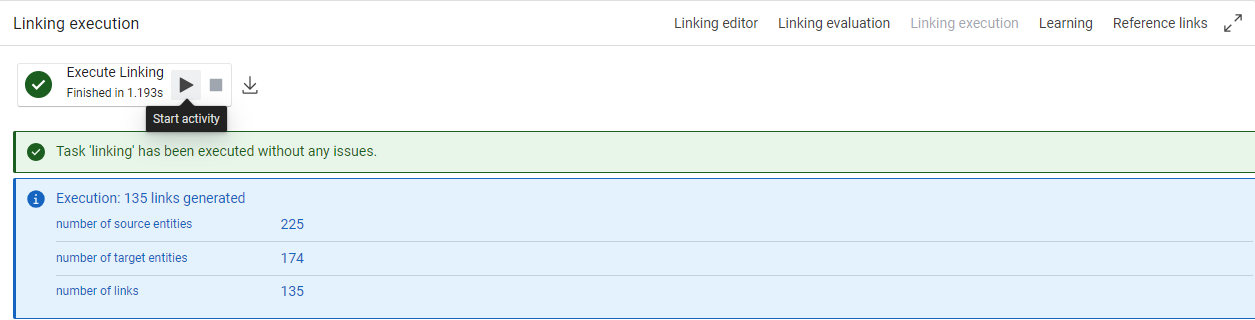 Linking execution Linking editor Linking evaluation Linking execution Learning Reference links
Execute Linking
Finished in 1.193s
Start activity
Task 'linking' has been executed without any issues.
Execution: 135 links generated
number of source entities 225
number of target entities 174
number of links 135